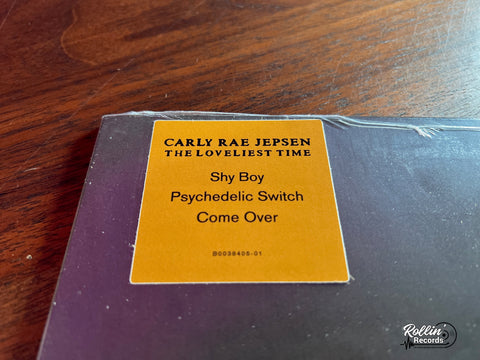 CARLY RAE JEPSEN
THE LOVELIEST TIME
Shy Boy
Psychedelic Switch
Come Over
B0038406-01
Rollin'
Records